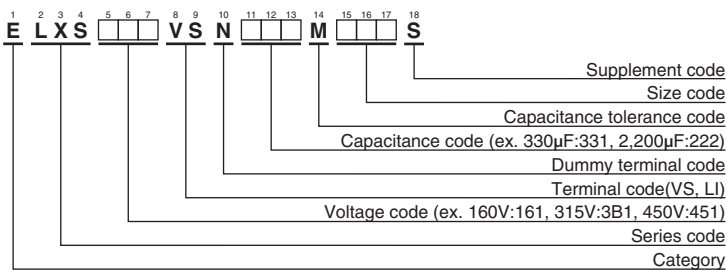 1 2 3 4 5 6 7 8 9 10 11 12 13 14 15 16 17 18
E L X S V S N M S
Supplement code
Size code
Capacitance tolerance code
Capacitance code (ex. 330μF:331, 2,200μF:222)
Dummy terminal code
Terminal code(VS, LI)
Voltage code (ex. 160V:161, 315V:3B1, 450V:451)
Series code
Category